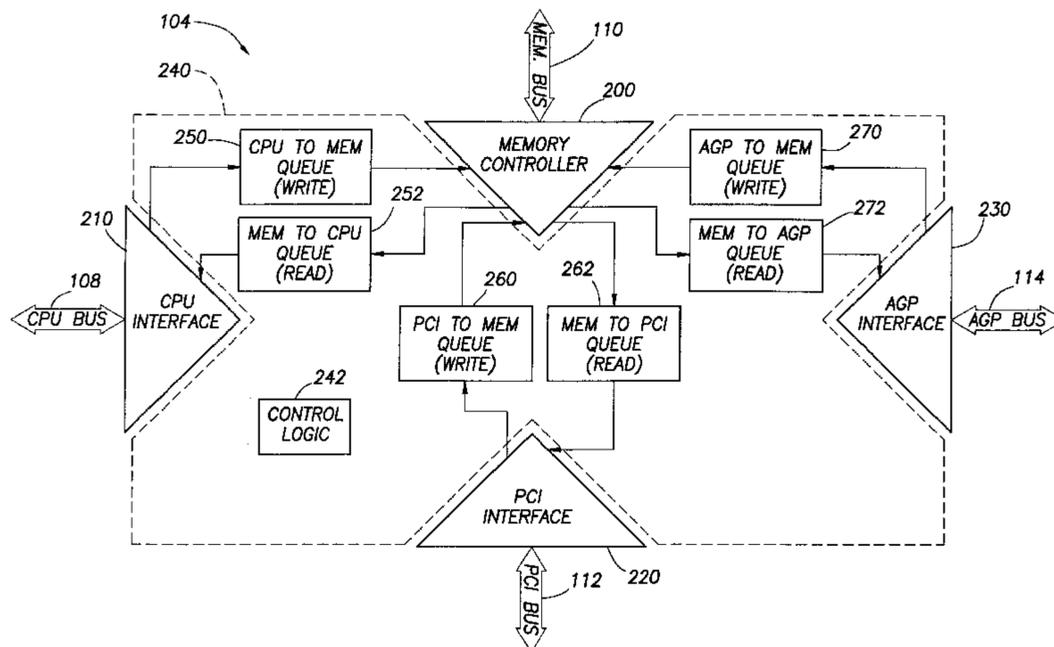 104
MEM. BUS
110
240
200
250
CPU TO MEM
QUEUE
(WRITE)
MEMORY
CONTROLLER
AGP TO MEM
QUEUE
(WRITE)
270
210
252
MEM TO CPU
QUEUE
(READ)
272
MEM TO AGP
QUEUE
(READ)
230
108
CPU BUS
CPU
INTERFACE
260
PCI TO MEM
QUEUE
(WRITE)
262
MEM TO PCI
QUEUE
(READ)
AGP
INTERFACE
114
AGP BUS
242
CONTROL
LOGIC
PCI
INTERFACE
220
PCI BUS
112